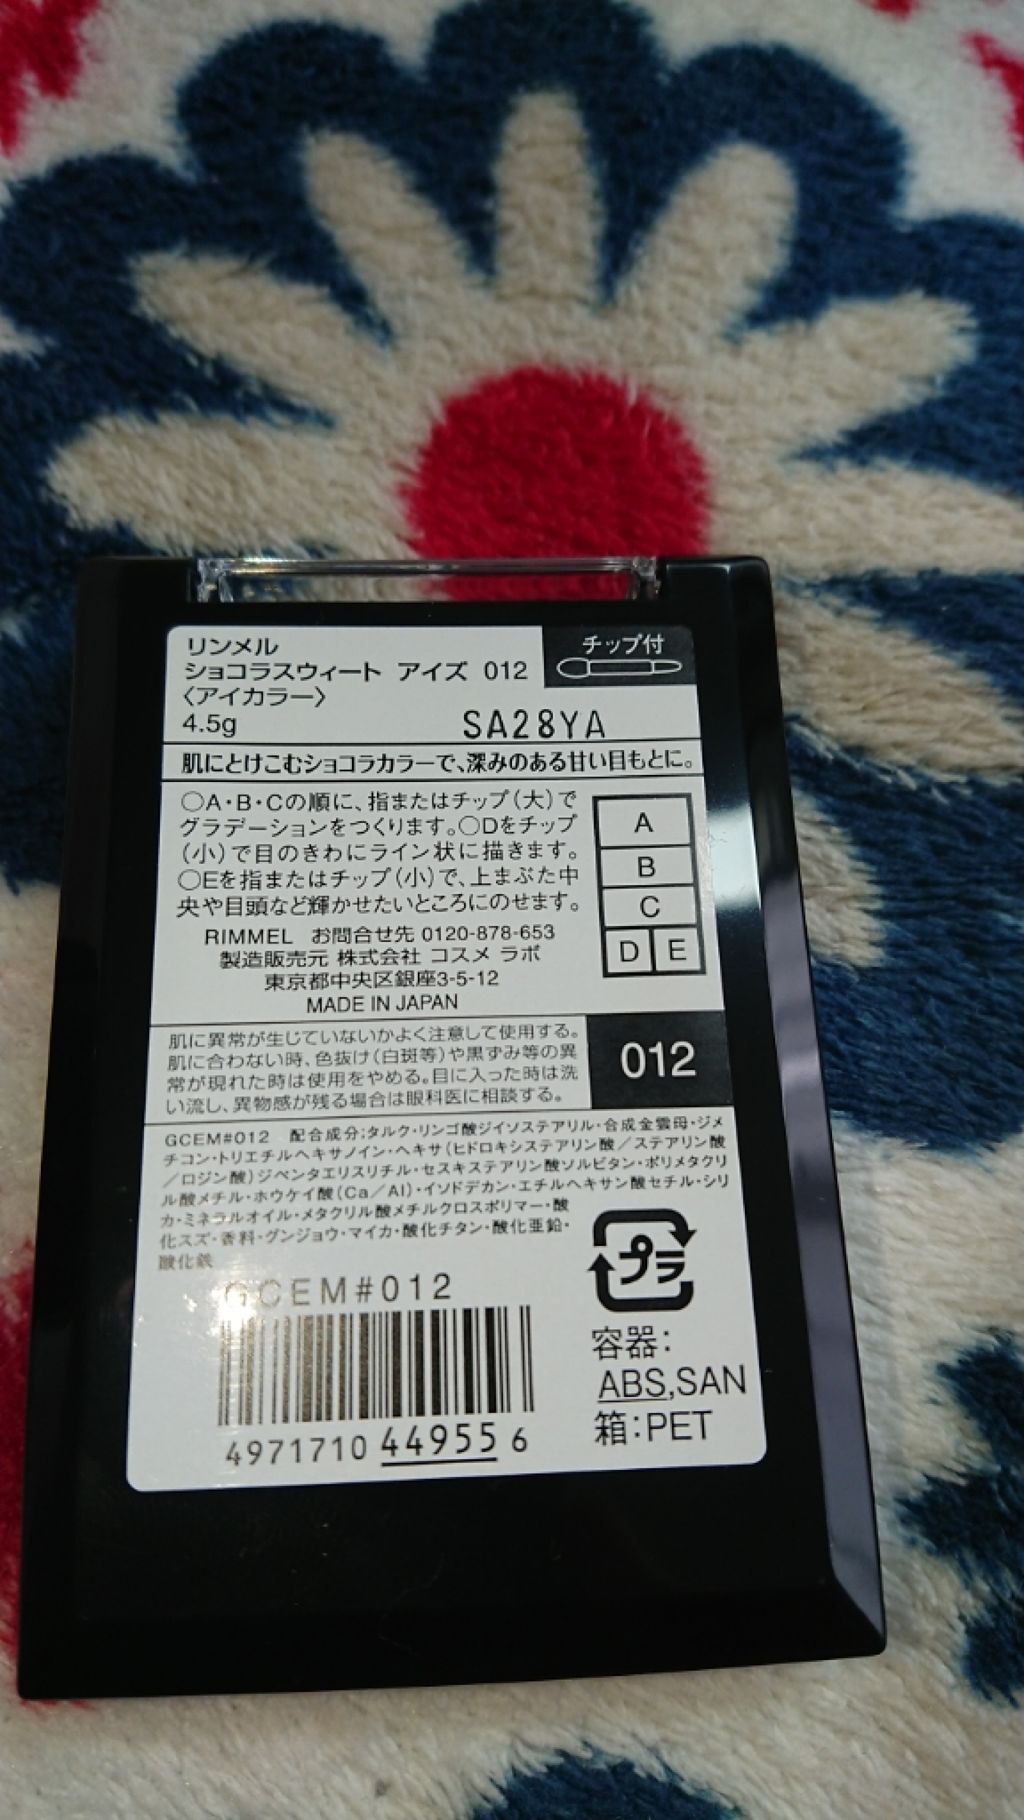 リンメル
チップ付
ショコラスウィート アイズ 012
〈アイカラー〉
4.5g
SA28YA
肌にとけこむショコラカラーで、深みのある甘い目もとに。
○A・B・Cの順に、指またはチップ(大)で
グラデーションをつくります。○Dをチップ
(小)で目のきわにライン状に描きます。
○Eを指またはチップ(小)で、上まぶた中
央や目頭など輝かせたいところにのせます。
A
B
C
D E
RIMMEL お問合せ先 0120-878-653
製造販売元 株式会社 コスメ ラボ
東京都中央区銀座3-5-12
MADE IN JAPAN
肌に異常が生じていないかよく注意して使用する。
肌に合わない時、色抜け(白斑等)や黒ずみ等の異
常が現れた時は使用をやめる。目に入った時は洗
い流し、異物感が残る場合は眼科医に相談する。
012
GCEM#012 配合成分:タルク・リンゴ酸ジイソステアリル・合成金雲母・ジメ
チコン・トリエチルヘキサノイン・ヘキサ(ヒドロキシステアリン酸/ステアリン酸
/ロジン酸)ジペンタエリスリチル・セスキステアリン酸ソルビタン・ポリメタクリ
ル酸メチル・ホウケイ酸(Ca/Al)・イソドデカン・エチルヘキサン酸セチル・シリ
カ・ミネラルオイル・メタクリル酸メチルクロスポリマー・酸
化スズ・香料・グンジョウ・マイカ・酸化チタン・酸化亜鉛・
酸化鉄
GCEM#012
プラ
容器:
ABS,SAN
箱:PET
4971710 449556